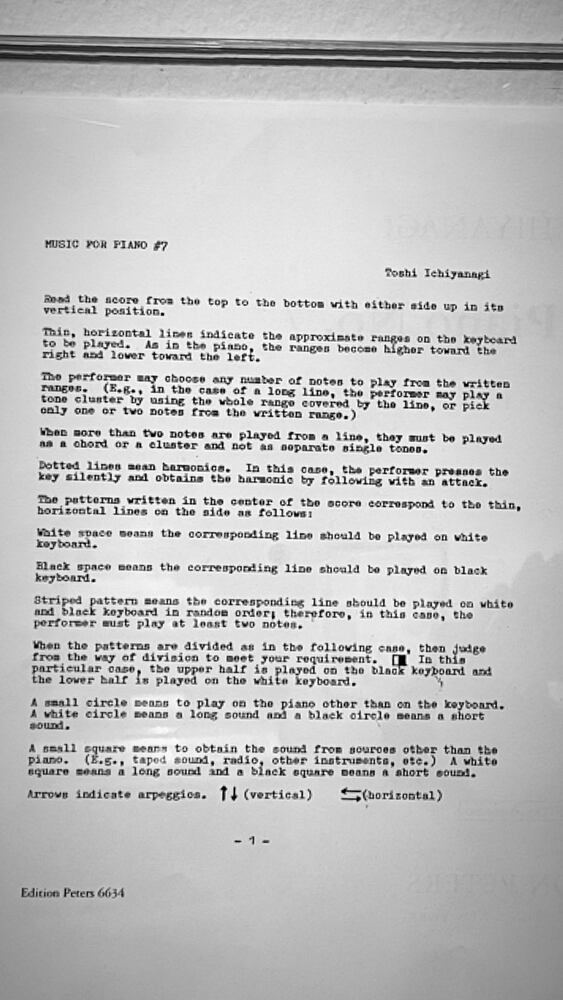 MUSIC FOR PIANO #7
Toshi Ichiyanagi
Read the score from the top to the bottom with either side up in its
vertical position.
Thin, horizontal lines indicate the approximate ranges on the keyboard
to be played. As in the piano, the ranges become higher toward the
right and lower toward the left.
The performer may choose any number of notes to play from the written
ranges. (E.g., in the case of a long line, the performer may play a
tone cluster by using the whole range covered by the line, or pick
only one or two notes from the written range.)
When more than two notes are played from a line, they must be played
as a chord or a cluster and not as separate single tones.
Dotted lines mean harmonics. In this case, the performer presses the
key silently and obtains the harmonic by following with an attack.
The patterns written in the center of the score correspond to the thin,
horizontal lines on the side as follows:
White space means the corresponding line should be played on white
keyboard.
Black space means the corresponding line should be played on black
keyboard.
Striped pattern means the corresponding line should be played on white
and black keyboard in random order; therefore, in this case, the
performer must play at least two notes.
When the patterns are divided as in the following case, then judge
from the way of division to meet your requirement. In this
particular case, the upper half is played on the black keyboard and
the lower half is played on the white keyboard.
A small circle means to play on the piano other than on the keyboard.
A white circle means a long sound and a black circle means a short
sound.
A small square means to obtain the sound from sources other than the
piano. (E.g., taped sound, radio, other instruments, etc.) A white
square means a long sound and a black square means a short sound.
Arrows indicate arpeggios. ↑↓ (vertical) ⇆ (horizontal)
- 1 -
Edition Peters 6634